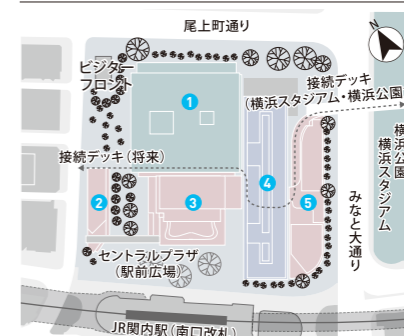 尾上町通り
N
ビジター
フロント
接続デッキ
(横浜スタジアム・横浜公園)
1
接続デッキ(将来)
横浜公園
横浜スタジアム
2
3
4
5
みなと大通り
セントラルプラザ
(駅前広場)
JR関内駅(南口改札)